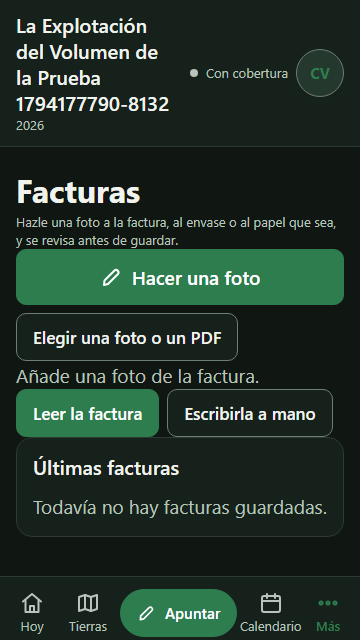 La Explotación
del Volumen de
la Prueba
1794177790-8132
2026
Con cobertura
CV
Facturas
Hazle una foto a la factura, al envase o al papel que sea,
y se revisa antes de guardar.
Hacer una foto
Elegir una foto o un PDF
Añade una foto de la factura.
Leer la factura
Escribirla a mano
Últimas facturas
Todavía no hay facturas guardadas.
Hoy
Tierras
Apuntar
Calendario
Más